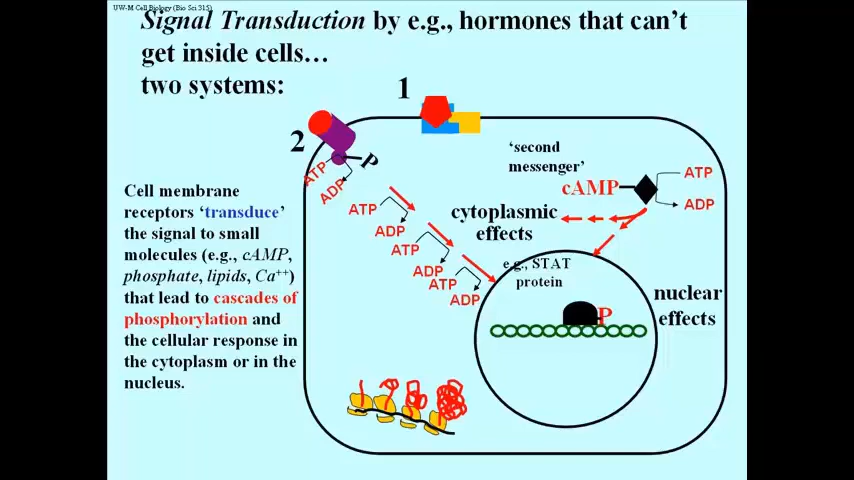 UW-M Cell Biology (Bio Sci 315)
Signal Transduction by e.g., hormones that can't
get inside cells…
two systems:
1
2
P
ATP
ADP
Cell membrane
receptors 'transduce'
the signal to small
molecules (e.g., cAMP,
phosphate, lipids, Ca⁺⁺)
that lead to cascades of
phosphorylation and
the cellular response in
the cytoplasm or in the
nucleus.
ATP
ADP
ATP
ADP
ATP
ADP
'second
messenger'
cAMP
ATP
ADP
cytoplasmic
effects
e.g., STAT
protein
P
nuclear
effects